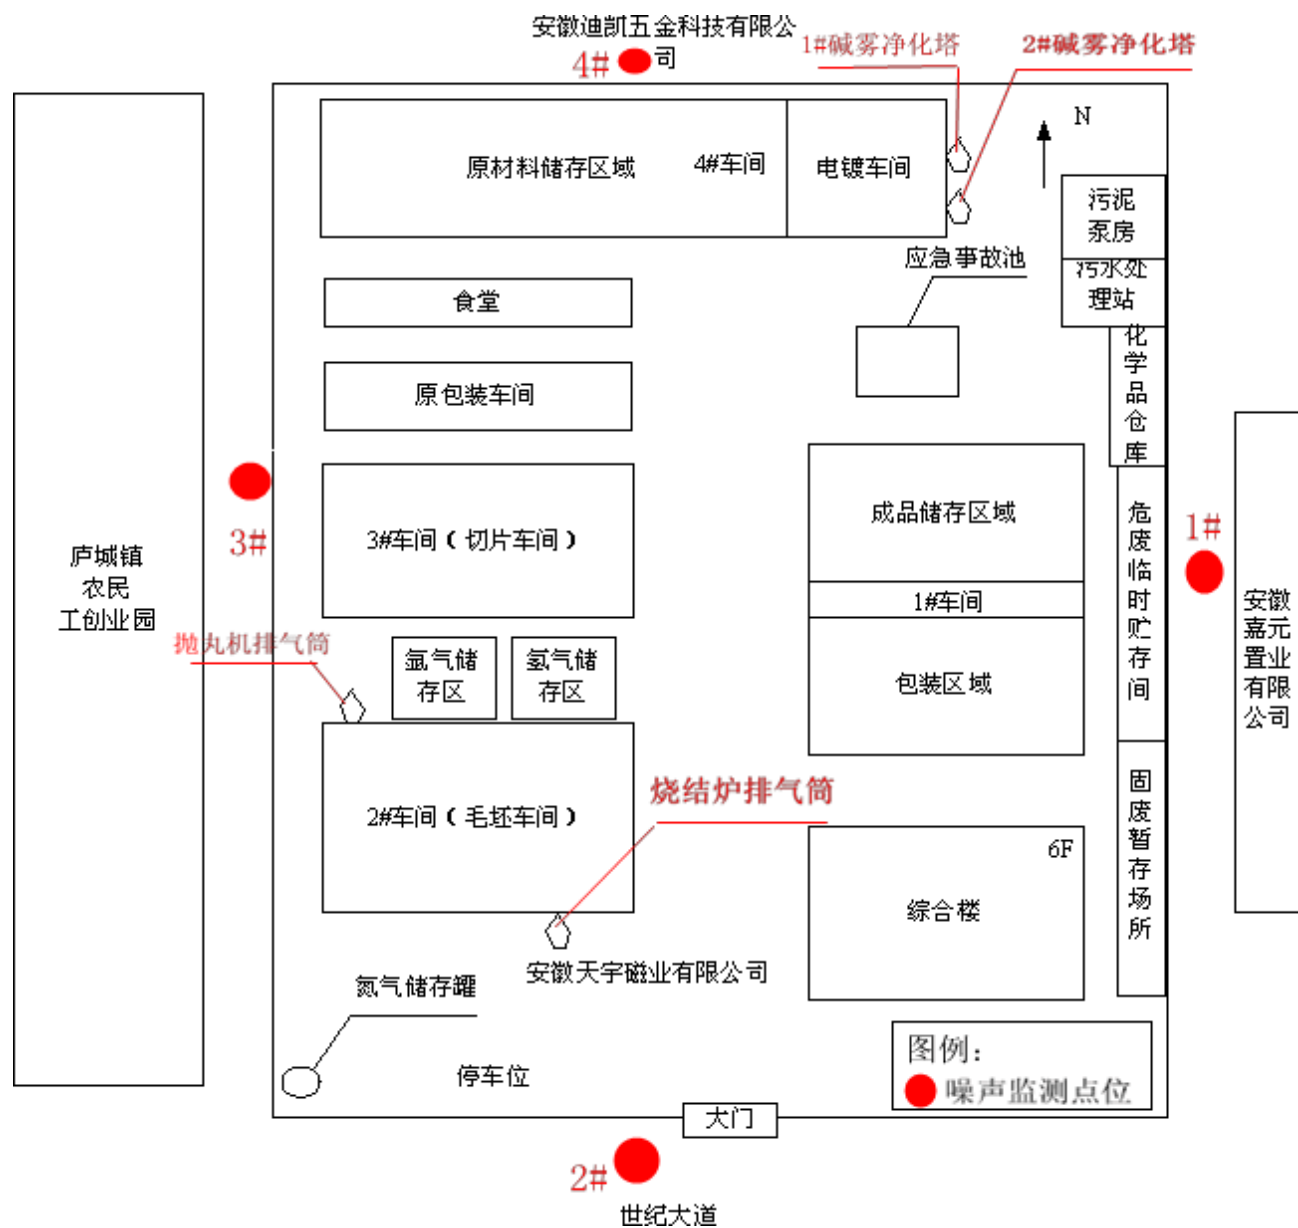 安徽迪凯五金科技有限公
司
4#
1#碱雾净化塔
2#碱雾净化塔
N
原材料储存区域
4#车间
电镀车间
污泥
泵房
应急事故池
污水处
理站
食堂
化
学
品
仓
库
原包装车间
3#
3#车间（切片车间）
成品储存区域
1#车间
包装区域
危
废
临
时
贮
存
间
1#
庐城镇
农民
工创业园
安徽
嘉元
置业
有限
公司
抛丸机排气筒
氩气储
存区
氢气储
存区
2#车间（毛坯车间）
烧结炉排气筒
固
废
暂
存
场
所
6F
综合楼
安徽天宇磁业有限公司
氮气储存罐
停车位
图例：
噪声监测点位
大门
2#
世纪大道